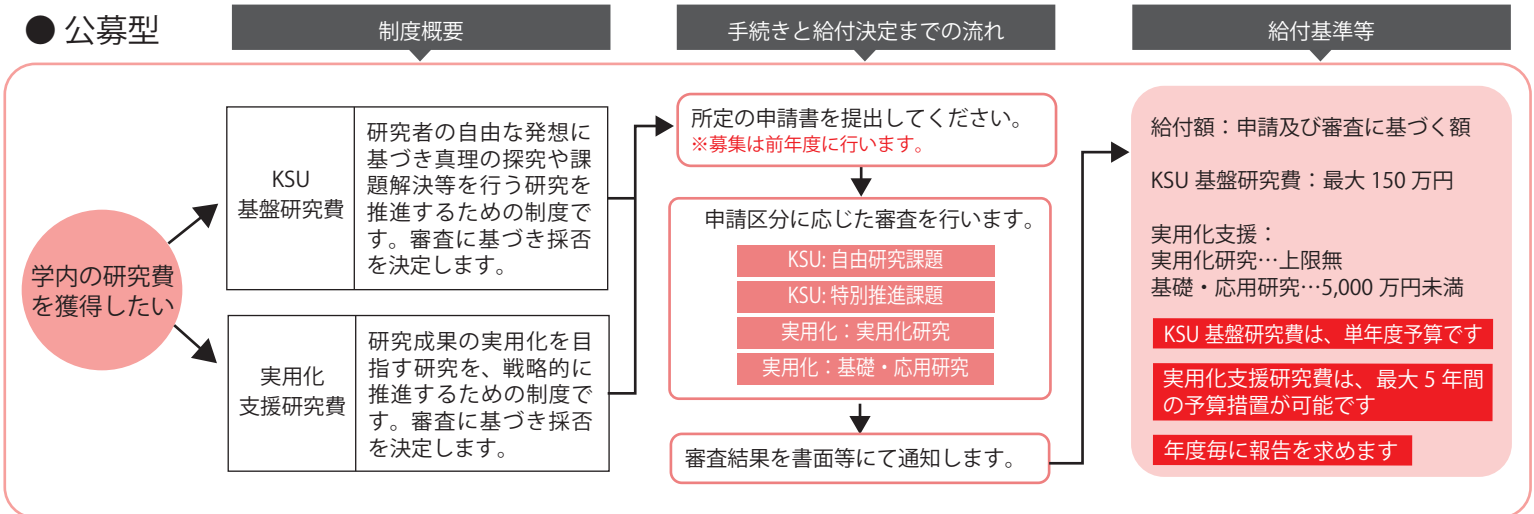 ● 公募型
制度概要
手続きと給付決定までの流れ
給付基準等
学内の研究費
を獲得したい
KSU
基盤研究費
研究者の自由な発想に
基づき真理の探究や課
題解決等を行う研究を
推進するための制度で
す。審査に基づき採否
を決定します。
実用化
支援研究費
研究成果の実用化を目
指す研究を、戦略的に
推進するための制度で
す。審査に基づき採否
を決定します。
所定の申請書を提出してください。
※募集は前年度に行います。
申請区分に応じた審査を行います。
KSU: 自由研究課題
KSU: 特別推進課題
実用化：実用化研究
実用化：基礎・応用研究
審査結果を書面等にて通知します。
給付額：申請及び審査に基づく額
KSU 基盤研究費：最大 150 万円
実用化支援：
実用化研究…上限無
基礎・応用研究…5,000 万円未満
KSU 基盤研究費は、単年度予算です
実用化支援研究費は、最大 5 年間
の予算措置が可能です
年度毎に報告を求めます